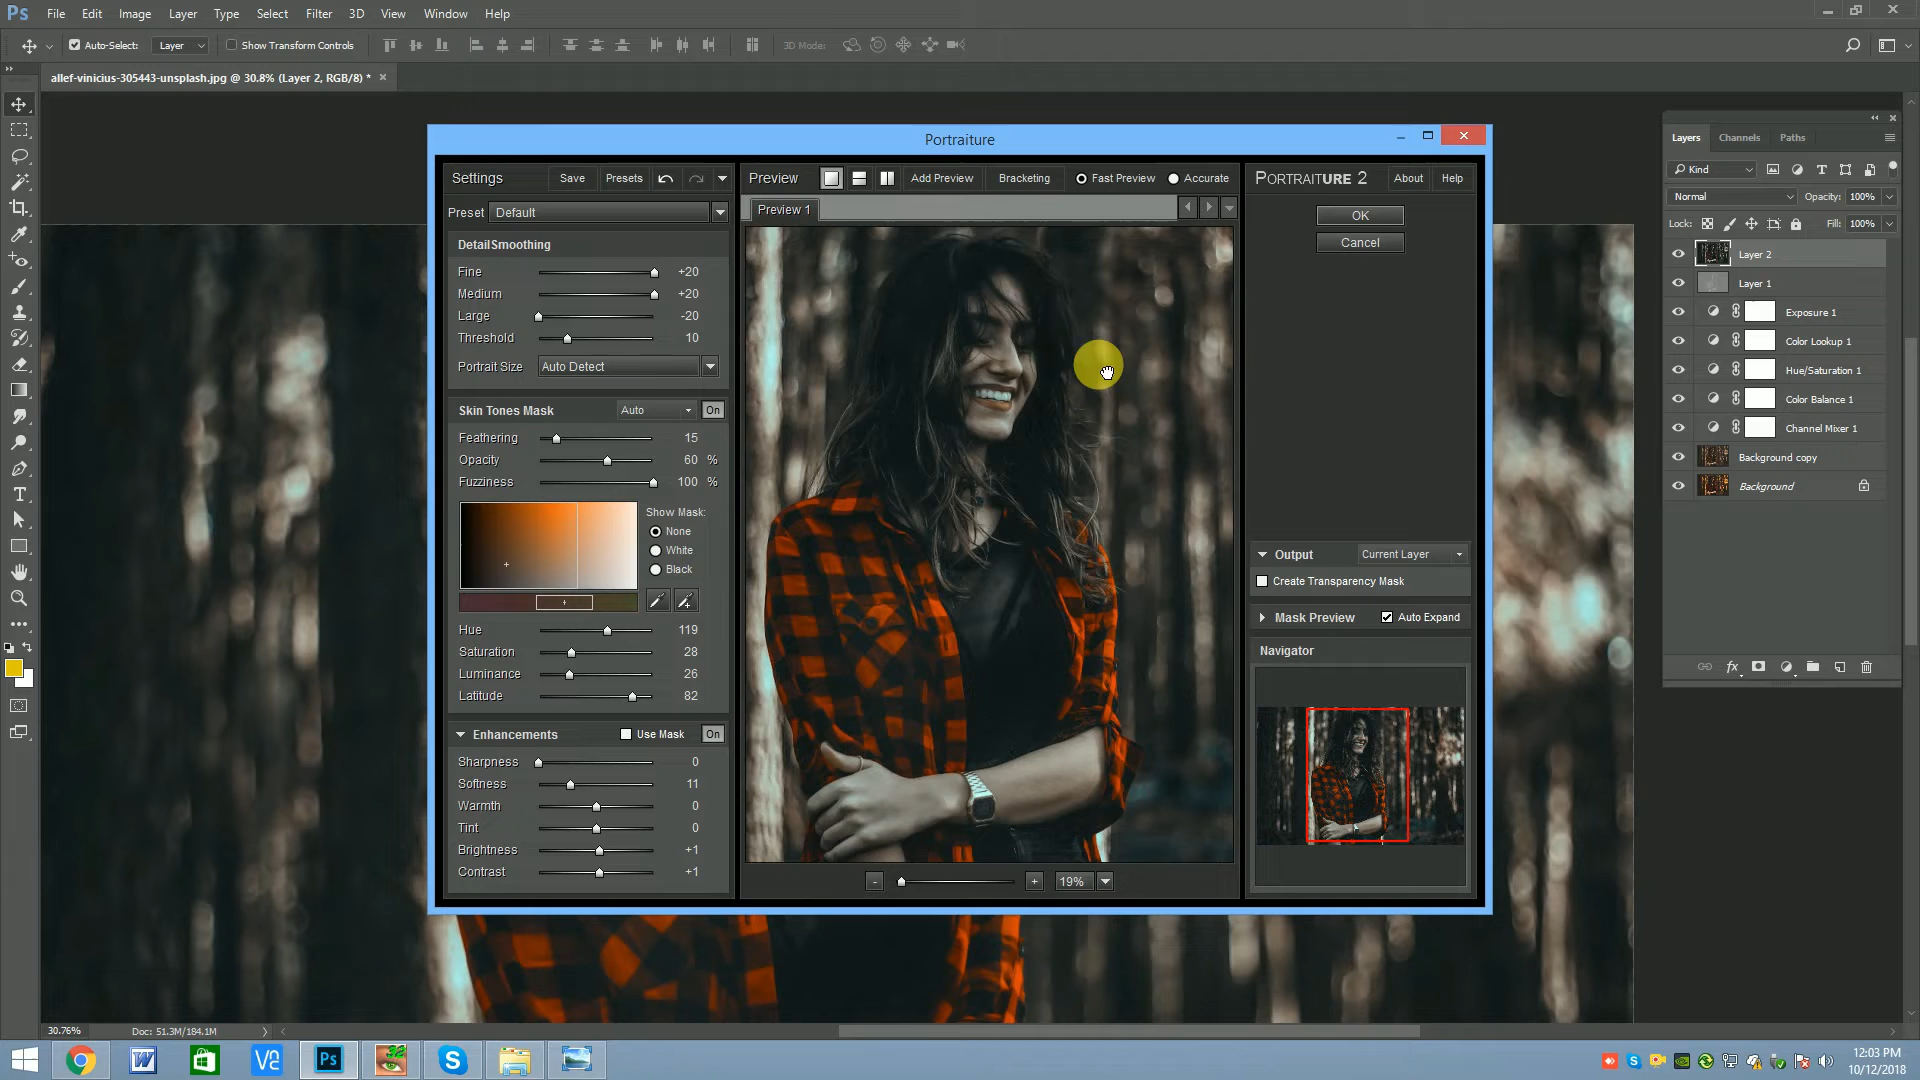 Ps File Edit Image Layer Type Select Filter 3D View Window Help
Auto-Select: Layer Show Transform Controls 3D Mode:
allef-vinicius-305443-unsplash.jpg @ 30.8% (Layer 2, RGB/8) *
Portraiture
Settings Save Presets
Preset Default
DetailSmoothing
Fine +20
Medium +20
Large -20
Threshold 10
Portrait Size Auto Detect
Skin Tones Mask Auto On
Feathering 15
Opacity 60 %
Fuzziness 100 %
Show Mask:
None
White
Black
Hue 119
Saturation 28
Luminance 26
Latitude 82
Enhancements Use Mask On
Sharpness 0
Softness 11
Warmth 0
Tint 0
Brightness +1
Contrast +1
Preview Add Preview Bracketing Fast Preview Accurate
Preview 1
- + 19%
PORTRAITURE 2 About Help
OK
Cancel
Output Current Layer
Create Transparency Mask
Mask Preview Auto Expand
Navigator
Layers Channels Paths
Kind
Normal Opacity: 100%
Lock: Fill: 100%
Layer 2
Layer 1
Exposure 1
Color Lookup 1
Hue/Saturation 1
Color Balance 1
Channel Mixer 1
Background copy
Background
fx
30.76% Doc: 51.3M/184.1M
Ps
12:03 PM
10/12/2018